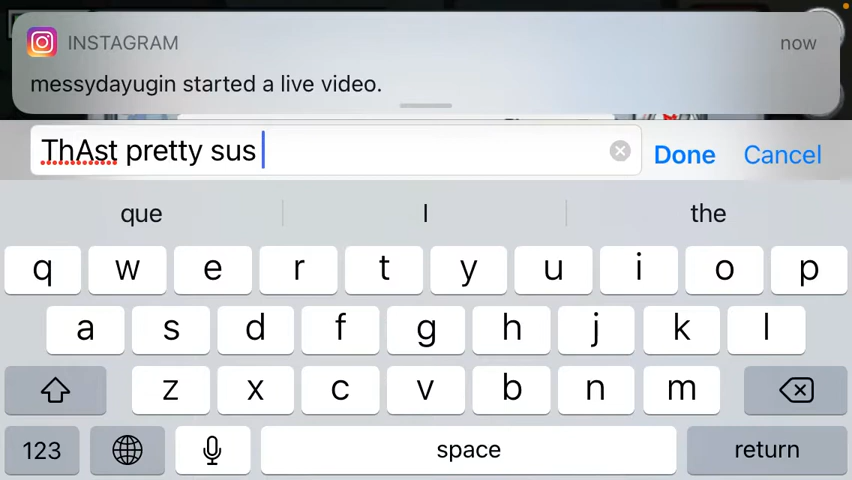 INSTAGRAM now
messydayugin started a live video.
ThAst pretty sus Done Cancel
que I the
q w e r t y u i o p
a s d f g h j k l
z x c v b n m
123 space return